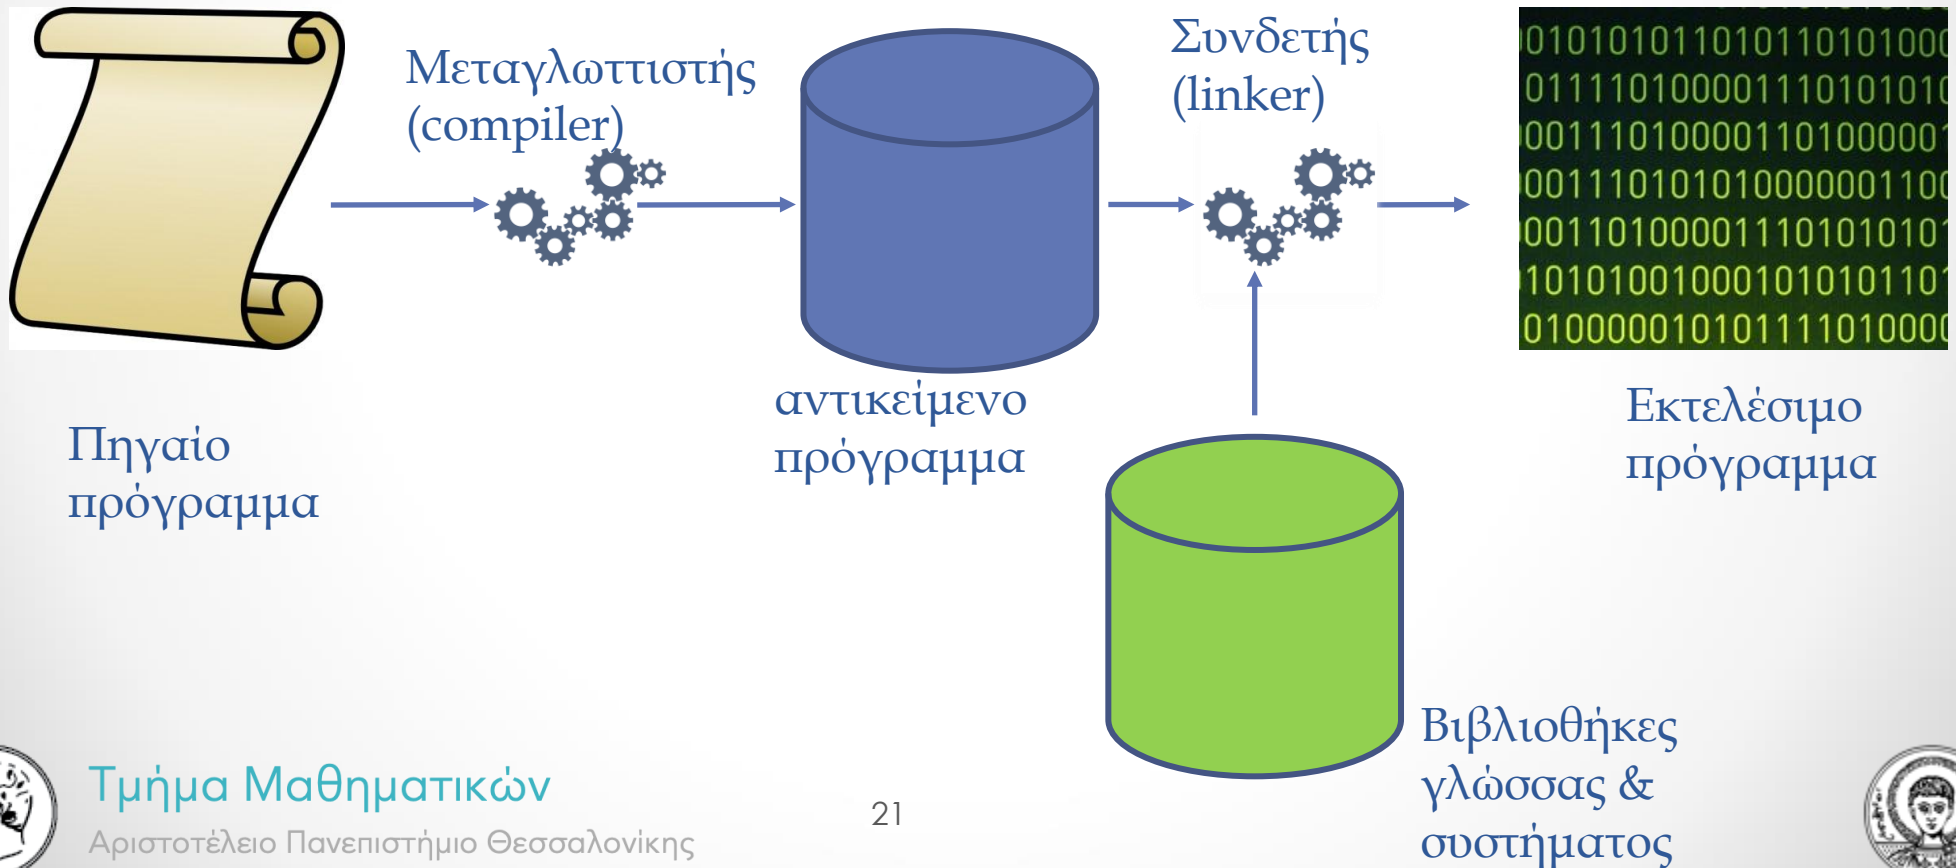 Μεταγλωττιστής
(compiler)
Συνδετής
(linker)
Πηγαίο
πρόγραμμα
αντικείμενο
πρόγραμμα
Εκτελέσιμο
πρόγραμμα
Βιβλιοθήκες
γλώσσας &
συστήματος
Τμήμα Μαθηματικών
Αριστοτέλειο Πανεπιστήμιο Θεσσαλονίκης
21